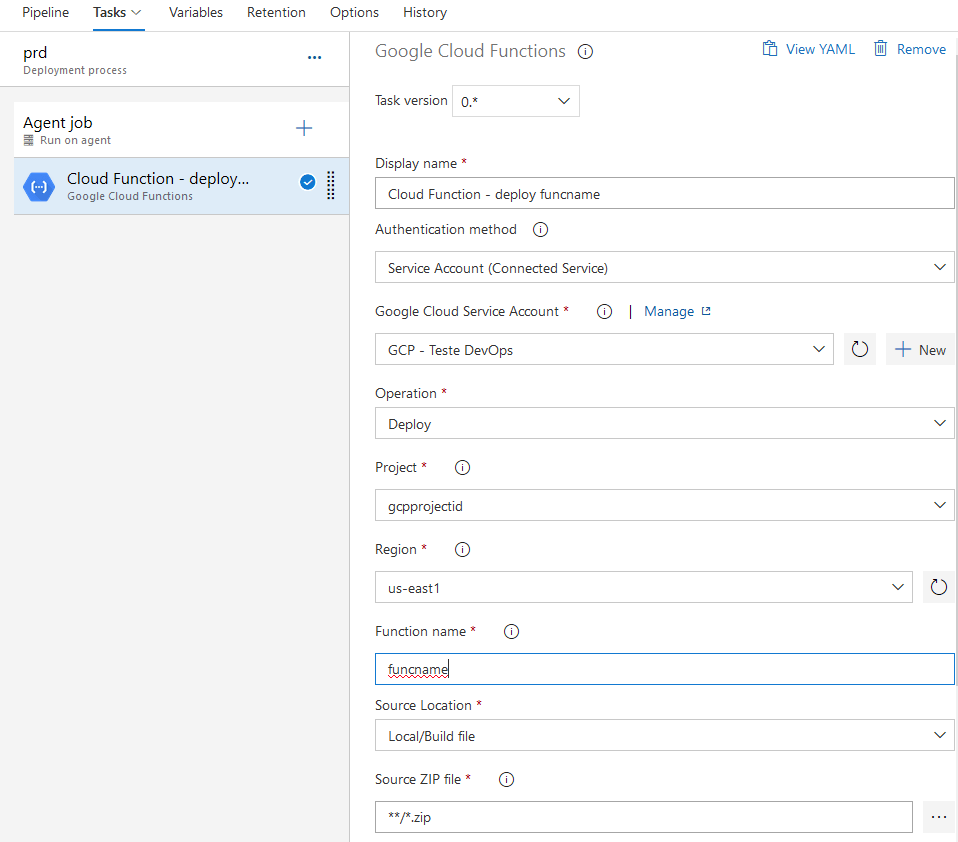 Pipeline Tasks Variables Retention Options History
prd
Deployment process
Agent job
Run on agent
Cloud Function - deploy...
Google Cloud Functions
Google Cloud Functions
View YAML
Remove
Task version 0.*
Display name *
Cloud Function - deploy funcname
Authentication method
Service Account (Connected Service)
Google Cloud Service Account * | Manage
GCP - Teste DevOps
New
Operation *
Deploy
Project *
gcpprojectid
Region *
us-east1
Function name *
funcname
Source Location *
Local/Build file
Source ZIP file *
**/*.zip